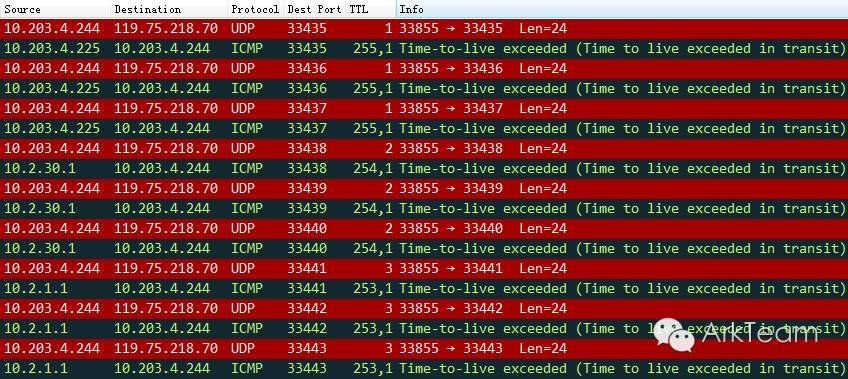 Source Destination Protocol Dest Port TTL Info
10.203.4.244 119.75.218.70 UDP 33435 1 33855 → 33435 Len=24
10.203.4.225 10.203.4.244 ICMP 33435 255,1 Time-to-live exceeded (Time to live exceeded in transit)
10.203.4.244 119.75.218.70 UDP 33436 1 33855 → 33436 Len=24
10.203.4.225 10.203.4.244 ICMP 33436 255,1 Time-to-live exceeded (Time to live exceeded in transit)
10.203.4.244 119.75.218.70 UDP 33437 1 33855 → 33437 Len=24
10.203.4.225 10.203.4.244 ICMP 33437 255,1 Time-to-live exceeded (Time to live exceeded in transit)
10.203.4.244 119.75.218.70 UDP 33438 2 33855 → 33438 Len=24
10.2.30.1 10.203.4.244 ICMP 33438 254,1 Time-to-live exceeded (Time to live exceeded in transit)
10.203.4.244 119.75.218.70 UDP 33439 2 33855 → 33439 Len=24
10.2.30.1 10.203.4.244 ICMP 33439 254,1 Time-to-live exceeded (Time to live exceeded in transit)
10.203.4.244 119.75.218.70 UDP 33440 2 33855 → 33440 Len=24
10.2.30.1 10.203.4.244 ICMP 33440 254,1 Time-to-live exceeded (Time to live exceeded in transit)
10.203.4.244 119.75.218.70 UDP 33441 3 33855 → 33441 Len=24
10.2.1.1 10.203.4.244 ICMP 33441 253,1 Time-to-live exceeded (Time to live exceeded in transit)
10.203.4.244 119.75.218.70 UDP 33442 3 33855 → 33442 Len=24
10.2.1.1 10.203.4.244 ICMP 33442 253,1 Time-to-live exceeded (Time to live exceeded in transit)
10.203.4.244 119.75.218.70 UDP 33443 3 33855 → 33443 Len=24
10.2.1.1 10.203.4.244 ICMP 33443 253,1 Time-to-live exceeded (Time to live exceeded in transit)
ArkTeam